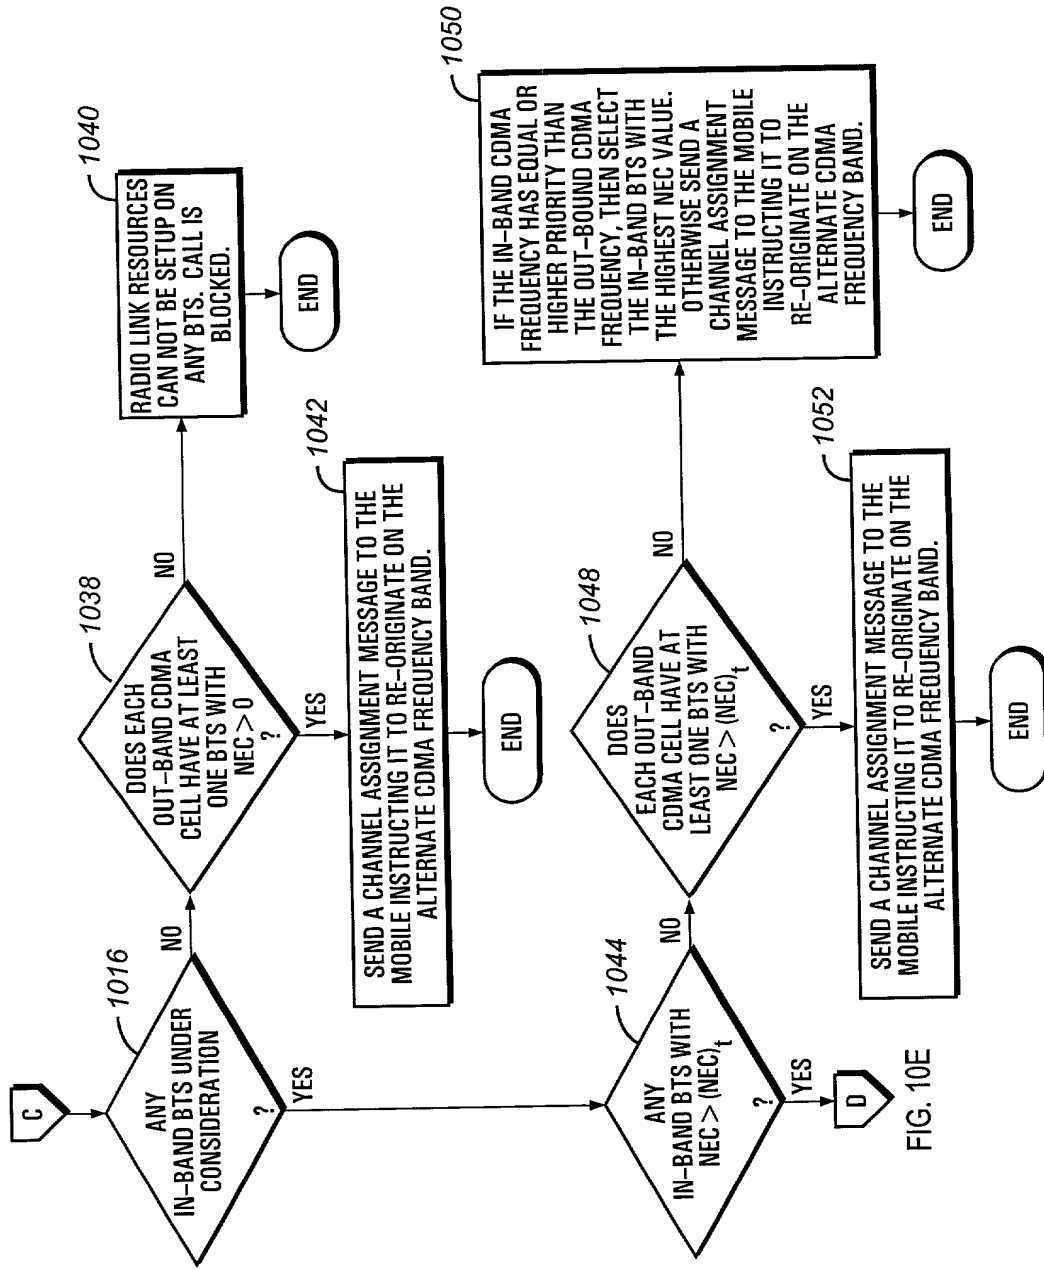 C
1016
ANY
IN-BAND BTS UNDER
CONSIDERATION
?
NO
YES
1038
DOES EACH
OUT-BAND CDMA
CELL HAVE AT LEAST
ONE BTS WITH
NEC > 0
?
NO
YES
1040
RADIO LINK RESOURCES
CAN NOT BE SETUP ON
ANY BTS. CALL IS
BLOCKED.
END
1042
SEND A CHANNEL ASSIGNMENT MESSAGE TO THE
MOBILE INSTRUCTING IT TO RE-ORIGINATE ON THE
ALTERNATE CDMA FREQUENCY BAND.
END
1044
ANY
IN-BAND BTS WITH
NEC > (NEC)t
?
NO
YES
D
1048
DOES
EACH OUT-BAND
CDMA CELL HAVE AT
LEAST ONE BTS WITH
NEC > (NEC)t
?
NO
YES
1050
IF THE IN-BAND CDMA
FREQUENCY HAS EQUAL OR
HIGHER PRIORITY THAN
THE OUT-BOUND CDMA
FREQUENCY, THEN SELECT
THE IN-BAND BTS WITH
THE HIGHEST NEC VALUE.
OTHERWISE SEND A
CHANNEL ASSIGNMENT
MESSAGE TO THE MOBILE
INSTRUCTING IT TO
RE-ORIGINATE ON THE
ALTERNATE CDMA
FREQUENCY BAND.
END
1052
SEND A CHANNEL ASSIGNMENT MESSAGE TO THE
MOBILE INSTRUCTING IT TO RE-ORIGINATE ON THE
ALTERNATE CDMA FREQUENCY BAND.
END
FIG. 10E